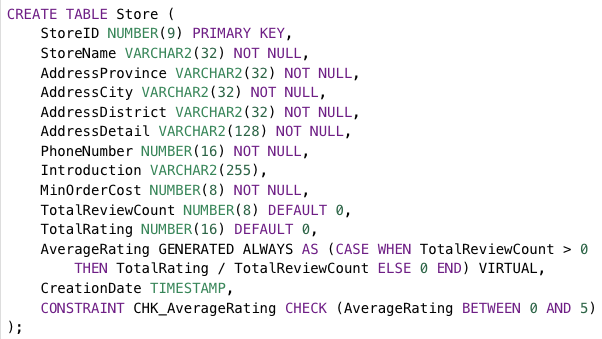 CREATE TABLE Store (
    StoreID NUMBER(9) PRIMARY KEY,
    StoreName VARCHAR2(32) NOT NULL,
    AddressProvince VARCHAR2(32) NOT NULL,
    AddressCity VARCHAR2(32) NOT NULL,
    AddressDistrict VARCHAR2(32) NOT NULL,
    AddressDetail VARCHAR2(128) NOT NULL,
    PhoneNumber NUMBER(16) NOT NULL,
    Introduction VARCHAR2(255),
    MinOrderCost NUMBER(8) NOT NULL,
    TotalReviewCount NUMBER(8) DEFAULT 0,
    TotalRating NUMBER(16) DEFAULT 0,
    AverageRating GENERATED ALWAYS AS (CASE WHEN TotalReviewCount > 0
        THEN TotalRating / TotalReviewCount ELSE 0 END) VIRTUAL,
    CreationDate TIMESTAMP,
    CONSTRAINT CHK_AverageRating CHECK (AverageRating BETWEEN 0 AND 5)
);